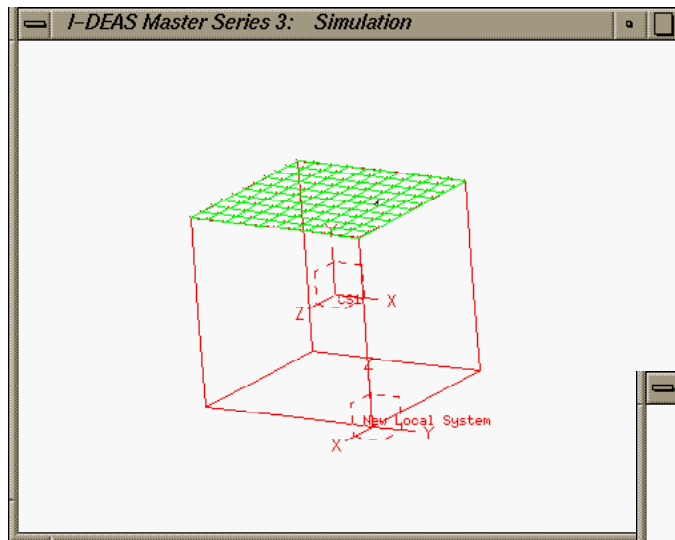 I-DEAS Master Series 3: Simulation
Y
CS1
X
Z
Z
New Local System
X
Y